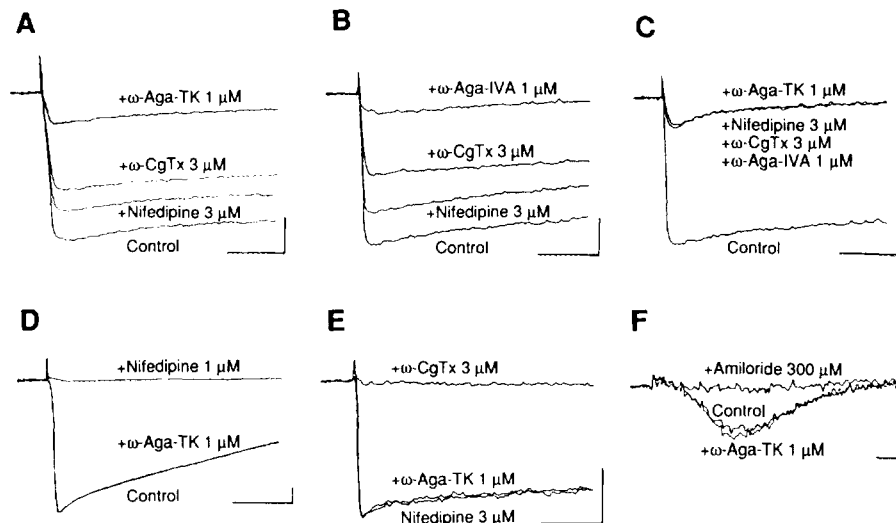 A
+ω-Aga-TK 1 μM
+ω-CgTx 3 μM
+Nifedipine 3 μM
Control
B
+ω-Aga-IVA 1 μM
+ω-CgTx 3 μM
+Nifedipine 3 μM
Control
C
+ω-Aga-TK 1 μM
+Nifedipine 3 μM
+ω-CgTx 3 μM
+ω-Aga-IVA 1 μM
Control
D
+Nifedipine 1 μM
+ω-Aga-TK 1 μM
Control
E
+ω-CgTx 3 μM
+ω-Aga-TK 1 μM
Nifedipine 3 μM
F
+Amiloride 300 μM
Control
+ω-Aga-TK 1 μM